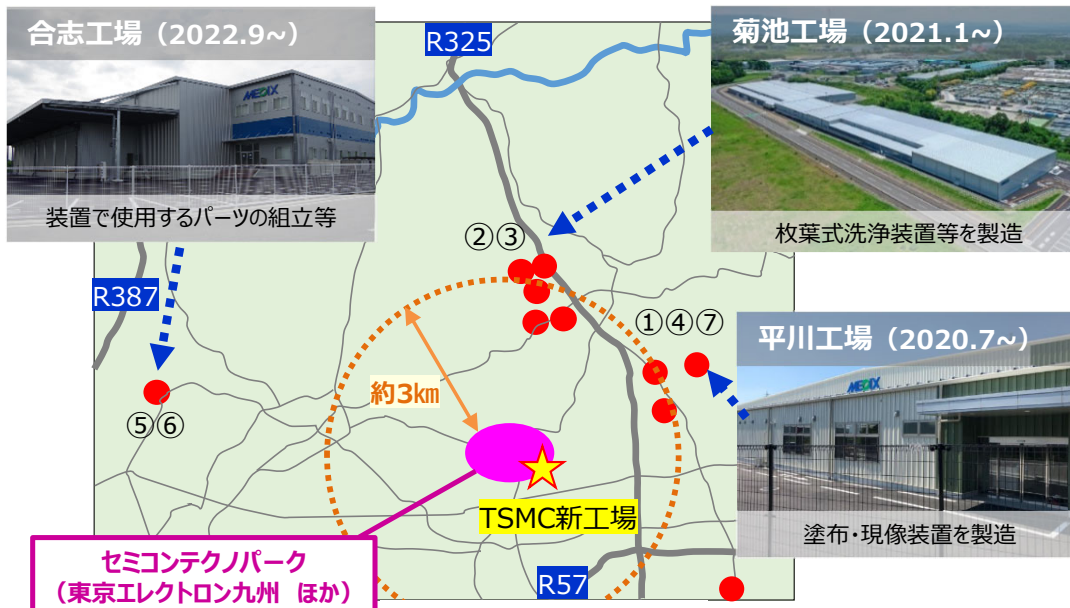 合志工場（2022.9~）
MEDIX
装置で使用するパーツの組立等
R325
菊池工場（2021.1~）
枚葉式洗浄装置等を製造
②③
R387
①④⑦
平川工場（2020.7~）
MEDIX
塗布・現像装置を製造
約3km
⑤⑥
TSMC新工場
セミコンテクノパーク
（東京エレクトロン九州 ほか）
R57